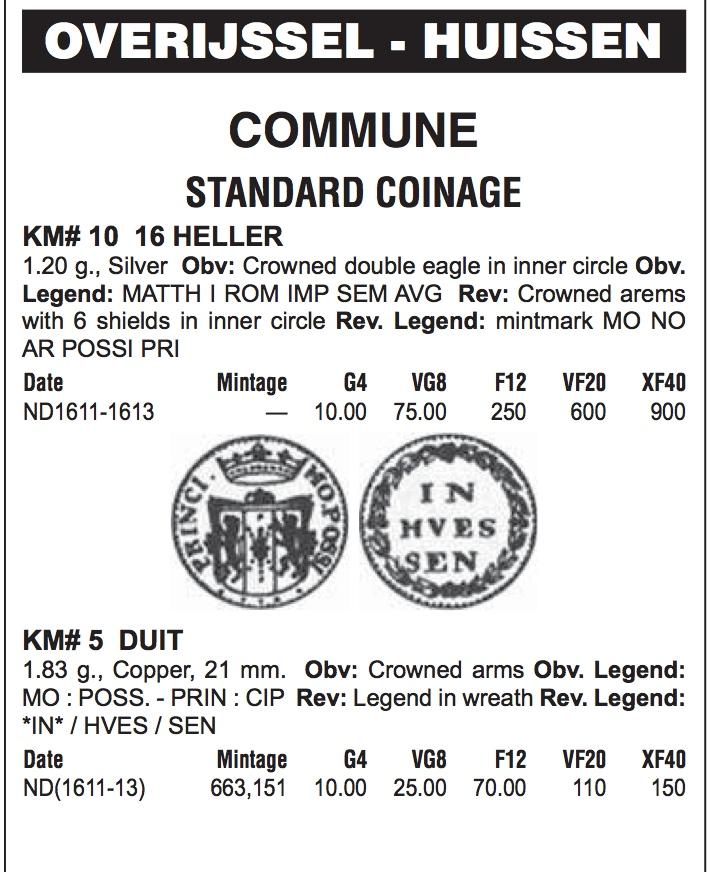 OVERIJSSEL - HUISSEN
COMMUNE
STANDARD COINAGE
KM# 10 16 HELLER
1.20 g., Silver Obv: Crowned double eagle in inner circle Obv.
Legend: MATTH I ROM IMP SEM AVG Rev: Crowned arems
with 6 shields in inner circle Rev. Legend: mintmark MO NO
AR POSSI PRI
Date Mintage G4 VG8 F12 VF20 XF40
ND1611-1613 — 10.00 75.00 250 600 900
PRINCI. MO.POSSI
IN
HVES
SEN
KM# 5 DUIT
1.83 g., Copper, 21 mm. Obv: Crowned arms Obv. Legend:
MO : POSS. - PRIN : CIP Rev: Legend in wreath Rev. Legend:
*IN* / HVES / SEN
Date Mintage G4 VG8 F12 VF20 XF40
ND(1611-13) 663,151 10.00 25.00 70.00 110 150